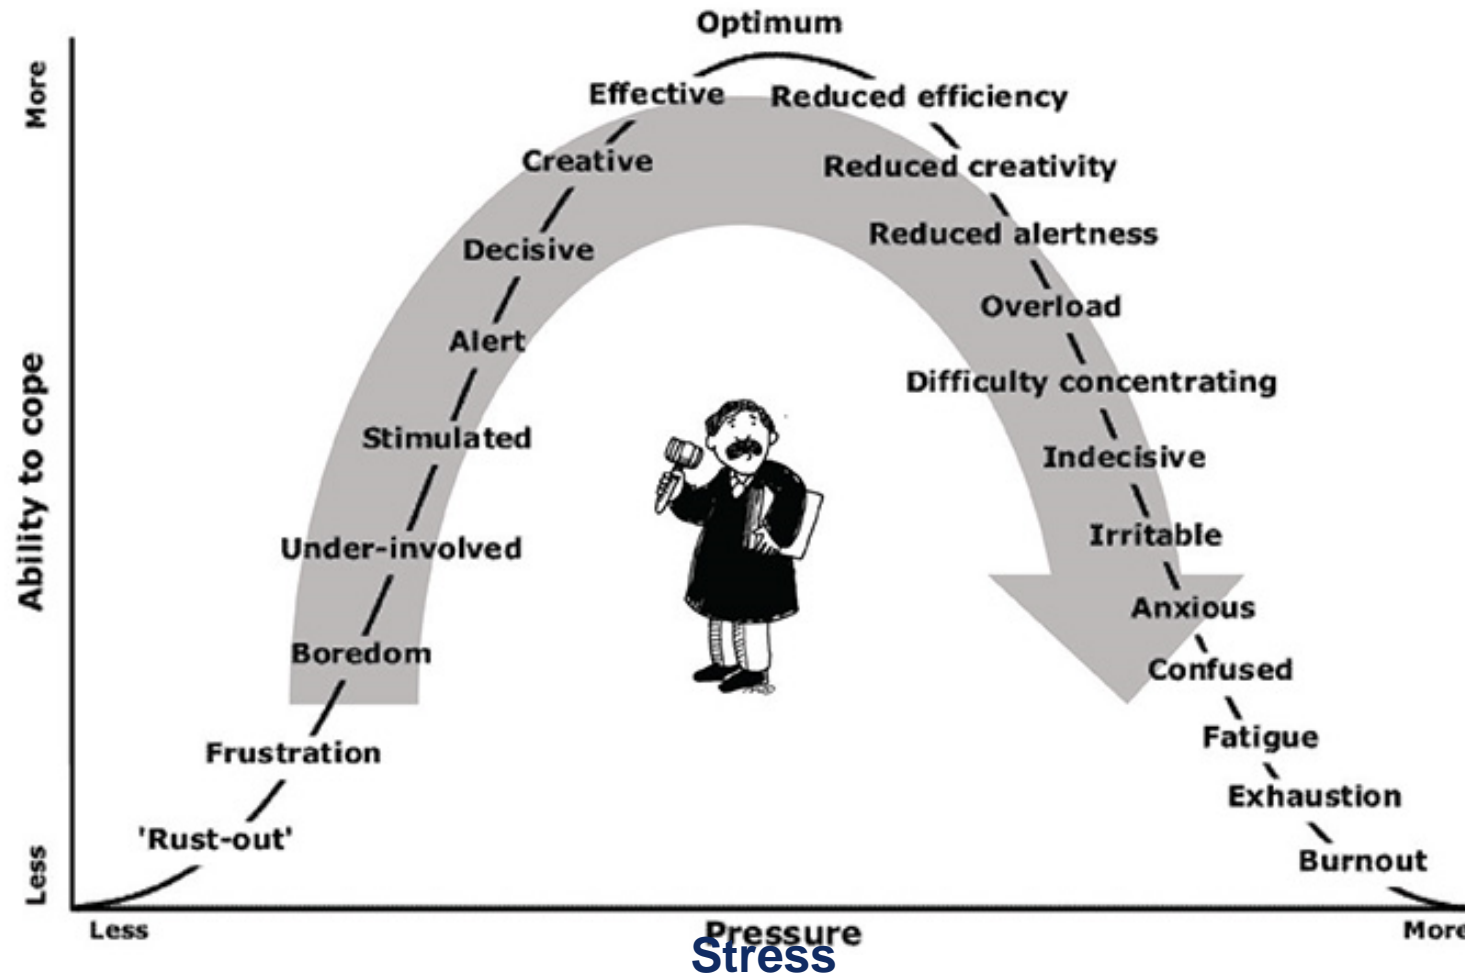 Optimum
More
Effective
Reduced efficiency
Creative
Reduced creativity
Decisive
Reduced alertness
Alert
Overload
Difficulty concentrating
Stimulated
Indecisive
Under-involved
Irritable
Ability to cope
Anxious
Boredom
Confused
Frustration
Fatigue
Exhaustion
'Rust-out'
Burnout
Less
Less
Pressure
More
Stress